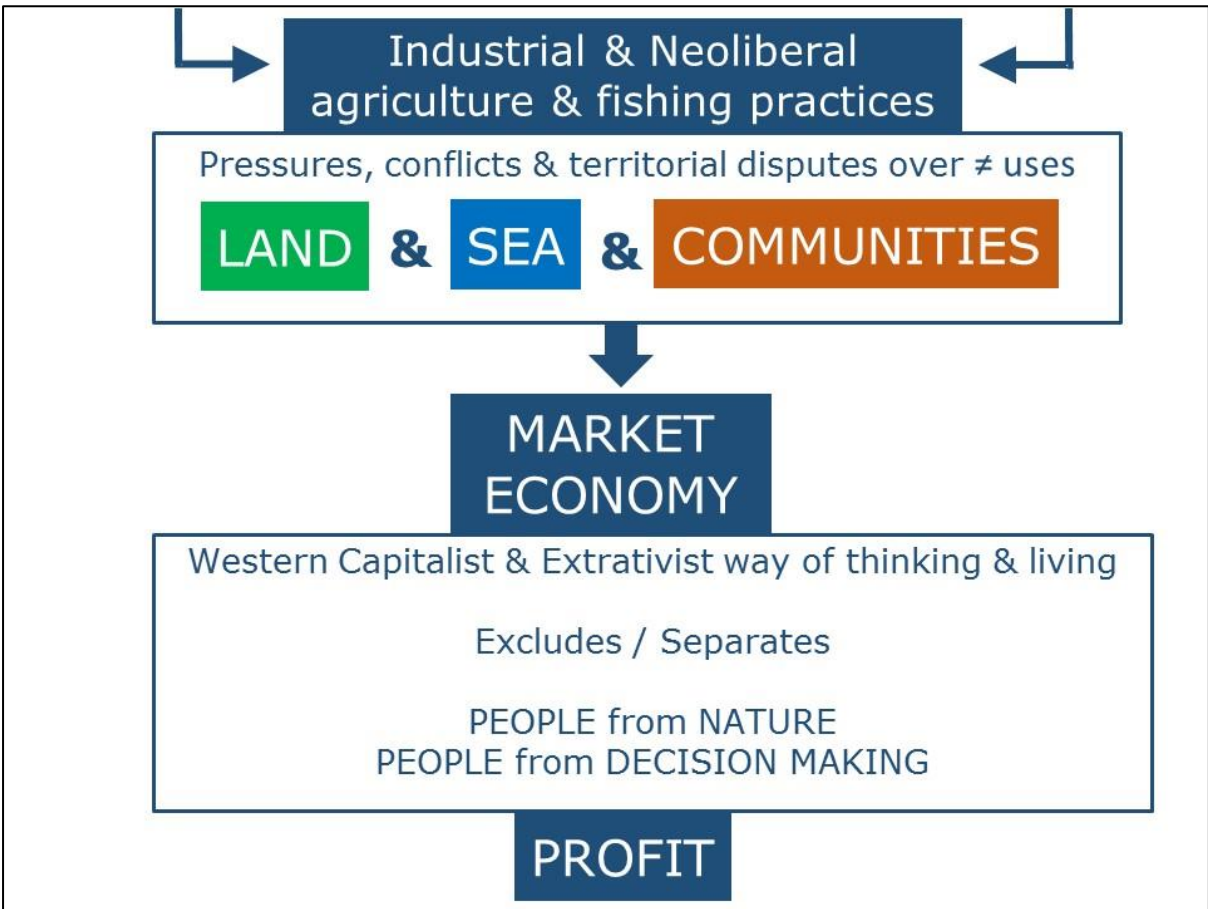 Industrial & Neoliberal
agriculture & fishing practices
Pressures, conflicts & territorial disputes over ≠ uses
LAND & SEA & COMMUNITIES
MARKET
ECONOMY
Western Capitalist & Extrativist way of thinking & living
Excludes / Separates
PEOPLE from NATURE
PEOPLE from DECISION MAKING
PROFIT